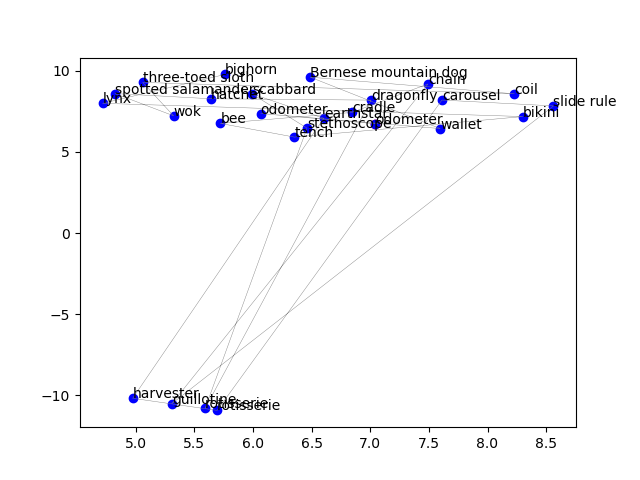 bighorn
three-toed sloth
Bernese mountain dog
chain
spotted salamander
scabbard
coil
lynx
hatchet
dragonfly
carousel
slide rule
wok
odometer
cradle
bikini
bee
earthstar
odometer
tench
stethoscope
wallet
harvester
guillotine
rotisserie
rotisserie
10
5
0
−5
−10
5.0 5.5 6.0 6.5 7.0 7.5 8.0 8.5